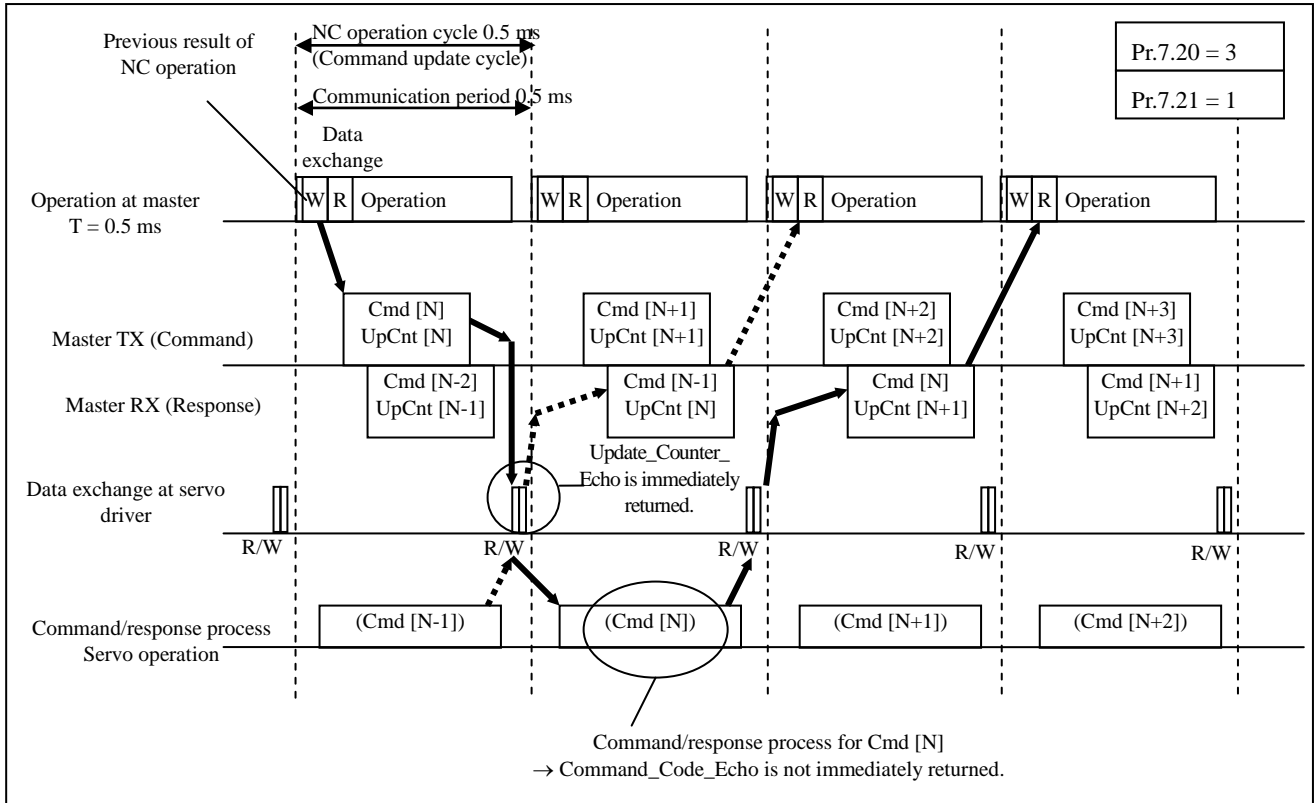 Previous result of
NC operation
NC operation cycle 0.5 ms
(Command update cycle)
Communication period 0.5 ms
Pr.7.20 = 3
Pr.7.21 = 1
Data
exchange
Operation at master
T = 0.5 ms
W R Operation
W R Operation
W R Operation
W R Operation
Master TX (Command)
Cmd [N]
UpCnt [N]
Cmd [N+1]
UpCnt [N+1]
Cmd [N+2]
UpCnt [N+2]
Cmd [N+3]
UpCnt [N+3]
Master RX (Response)
Cmd [N-2]
UpCnt [N-1]
Cmd [N-1]
UpCnt [N]
Cmd [N]
UpCnt [N+1]
Cmd [N+1]
UpCnt [N+2]
Update_Counter_
Echo is immediately
returned.
Data exchange at servo
driver
R/W
R/W
R/W
R/W
R/W
Command/response process
Servo operation
(Cmd [N-1])
(Cmd [N])
(Cmd [N+1])
(Cmd [N+2])
Command/response process for Cmd [N]
→ Command_Code_Echo is not immediately returned.